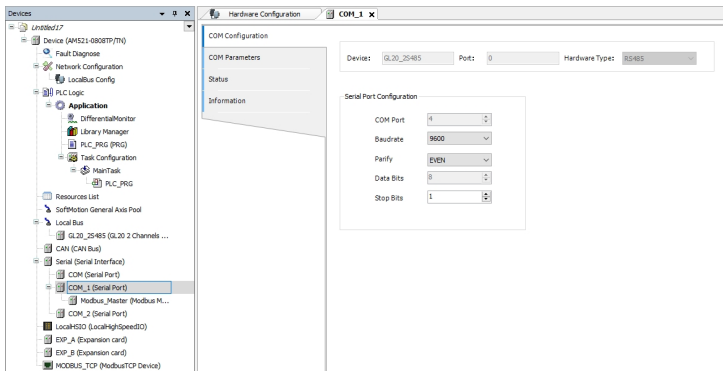 Devices
Untitled17
Device (AM521-0808TP/TN)
Fault Diagnose
Network Configuration
LocalBus Config
PLC Logic
Application
DifferentialMonitor
Library Manager
PLC_PRG (PRG)
Task Configuration
MainTask
PLC_PRG
Resources List
SoftMotion General Axis Pool
Local Bus
GL20_2S485 (GL20 2 Channels ...
CAN (CAN Bus)
Serial (Serial Interface)
COM (Serial Port)
COM_1 (Serial Port)
Modbus_Master (Modbus M...
COM_2 (Serial Port)
LocalHSIO (LocalHighSpeedIO)
EXP_A (Expansion card)
EXP_B (Expansion card)
MODBUS_TCP (ModbusTCP Device)
Hardware Configuration
COM_1
COM Configuration
COM Parameters
Status
Information
Device: GL20_2S485 Port: 0 Hardware Type: RS485
Serial Port Configuration
COM Port 4
Baudrate 9600
Parify EVEN
Data Bits 8
Stop Bits 1